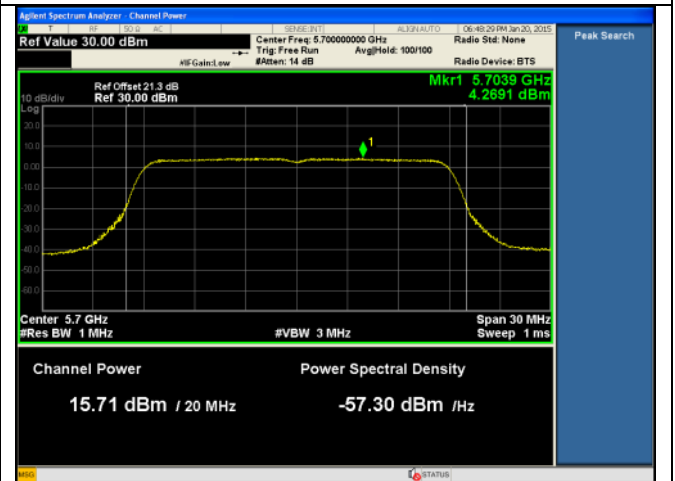 Agilent Spectrum Analyzer - Channel Power
T RF 50 Ω AC SENSE:INT ALIGNAUTO 06:48:29 PM Jan 20, 2015
Ref Value 30.00 dBm Center Freq: 5.700000000 GHz Radio Std: None Peak Search
Trig: Free Run Avg|Hold: 100/100
#IFGain:Low #Atten: 14 dB Radio Device: BTS
Ref Offset 21.3 dB Mkr1 5.7039 GHz
10 dB/div Ref 30.00 dBm 4.2691 dBm
Log
20.0
10.0 1
0.00
-10.0
-20.0
-30.0
-40.0
-50.0
-60.0
Center 5.7 GHz Span 30 MHz
#Res BW 1 MHz #VBW 3 MHz Sweep 1 ms
Channel Power Power Spectral Density
15.71 dBm / 20 MHz -57.30 dBm /Hz
MSG STATUS